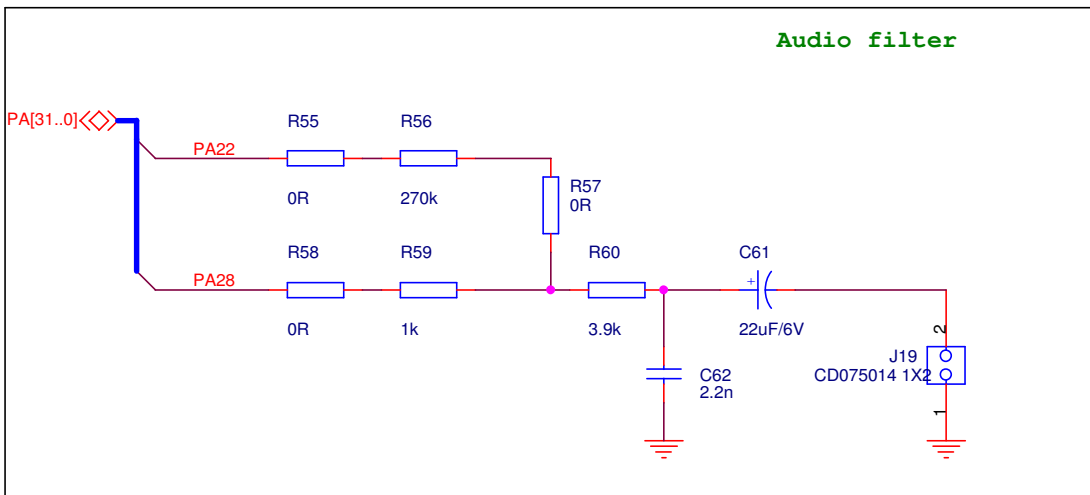 Audio filter
PA[31..0]
R55
R56
PA22
R57
0R
0R
270k
R58
R59
R60
C61
PA28
+
0R
1k
3.9k
22uF/6V
2
J19
CD075014 1X2
C62
2.2n
1